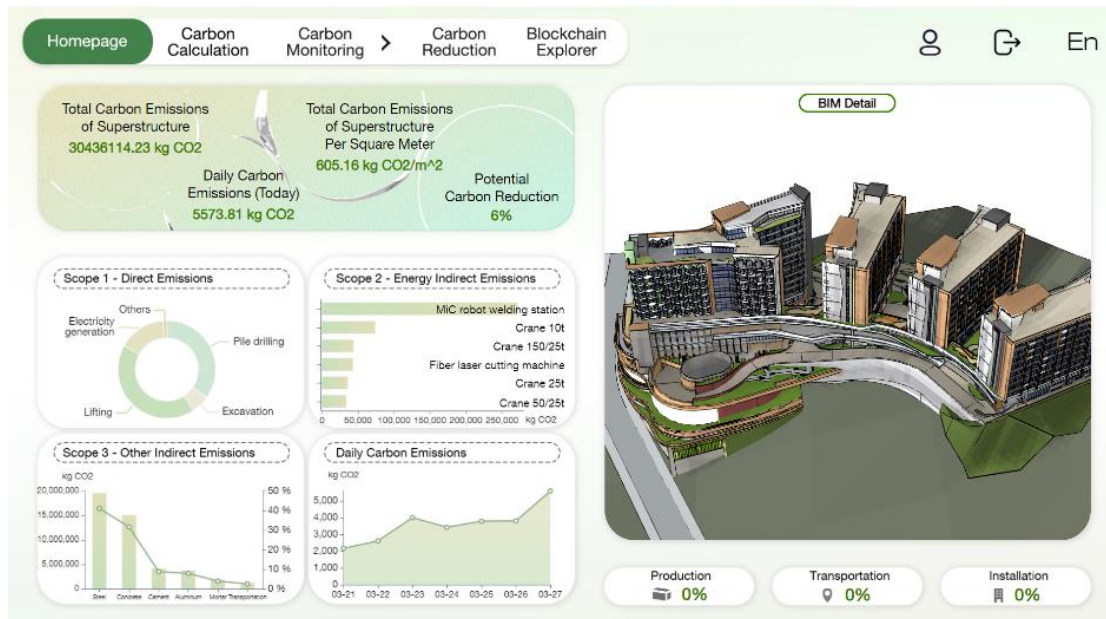 Homepage
Carbon
Calculation
Carbon
Monitoring
Carbon
Reduction
Blockchain
Explorer
En
Total Carbon Emissions
of Superstructure
30436114.23 kg CO2
Total Carbon Emissions
of Superstructure
Per Square Meter
605.16 kg CO2/m^2
Daily Carbon
Emissions (Today)
5573.81 kg CO2
Potential
Carbon Reduction
6%
BIM Detail
Scope 1 - Direct Emissions
Others
Electricity
generation
Pile drilling
Lifting
Excavation
Scope 2 - Energy Indirect Emissions
MiC robot welding station
Crane 10t
Crane 150/25t
Fiber laser cutting machine
Crane 25t
Crane 50/25t
0 50,000 100,000 150,000 200,000 250,000 kg CO2
Scope 3 - Other Indirect Emissions
kg CO2
20,000,000
15,000,000
10,000,000
5,000,000
0
50 %
40 %
30 %
20 %
10 %
0 %
Steel Concrete Cement Aluminum Mortar Transportation
Daily Carbon Emissions
kg CO2
5,000
4,000
3,000
2,000
1,000
0
03-21 03-22 03-23 03-24 03-25 03-26 03-27
Production
0%
Transportation
0%
Installation
0%